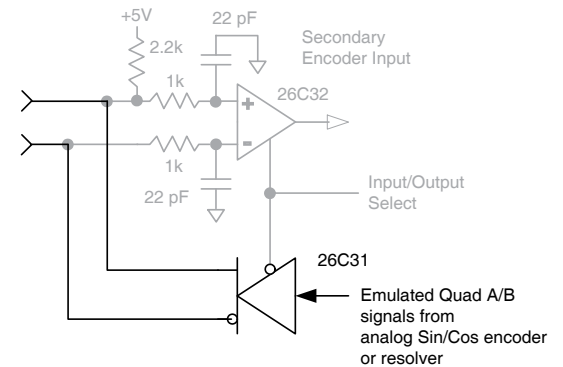 +5V
22 pF
2.2k
Secondary
Encoder Input
1k
26C32
+
-
1k
22 pF
Input/Output
Select
26C31
Emulated Quad A/B
signals from
analog Sin/Cos encoder
or resolver